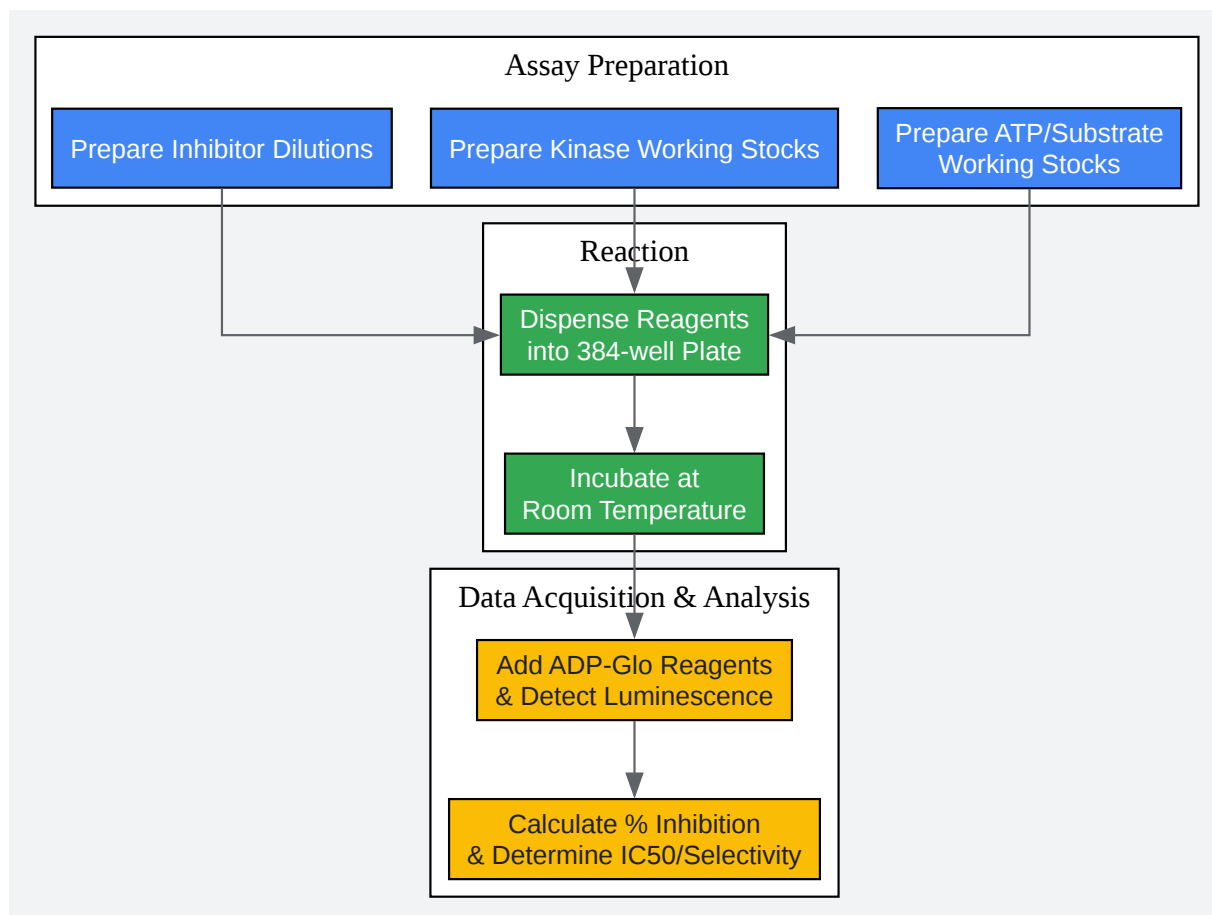 Assay Preparation
Prepare Inhibitor Dilutions
Prepare Kinase Working Stocks
Prepare ATP/Substrate
Working Stocks
Reaction
Dispense Reagents
into 384-well Plate
Incubate at
Room Temperature
Data Acquisition & Analysis
Add ADP-Glo Reagents
& Detect Luminescence
Calculate % Inhibition
& Determine IC50/Selectivity